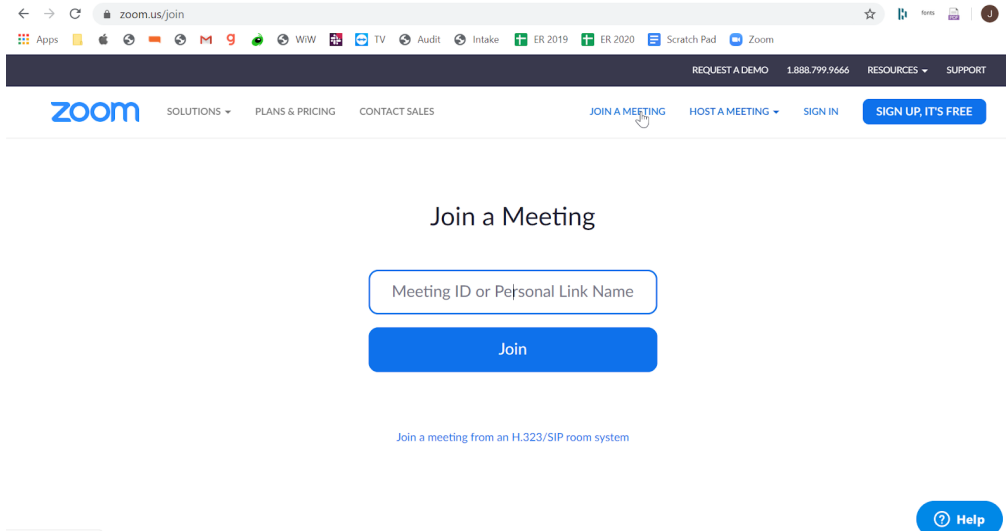 zoom.us/join
fonts
J
Apps WiW TV Audit Intake ER 2019 ER 2020 Scratch Pad Zoom
REQUEST A DEMO 1.888.799.9666 RESOURCES SUPPORT
zoom SOLUTIONS PLANS & PRICING CONTACT SALES JOIN A MEETING HOST A MEETING SIGN IN SIGN UP, IT'S FREE
Join a Meeting
Meeting ID or Personal Link Name
Join
Join a meeting from an H.323/SIP room system
Help